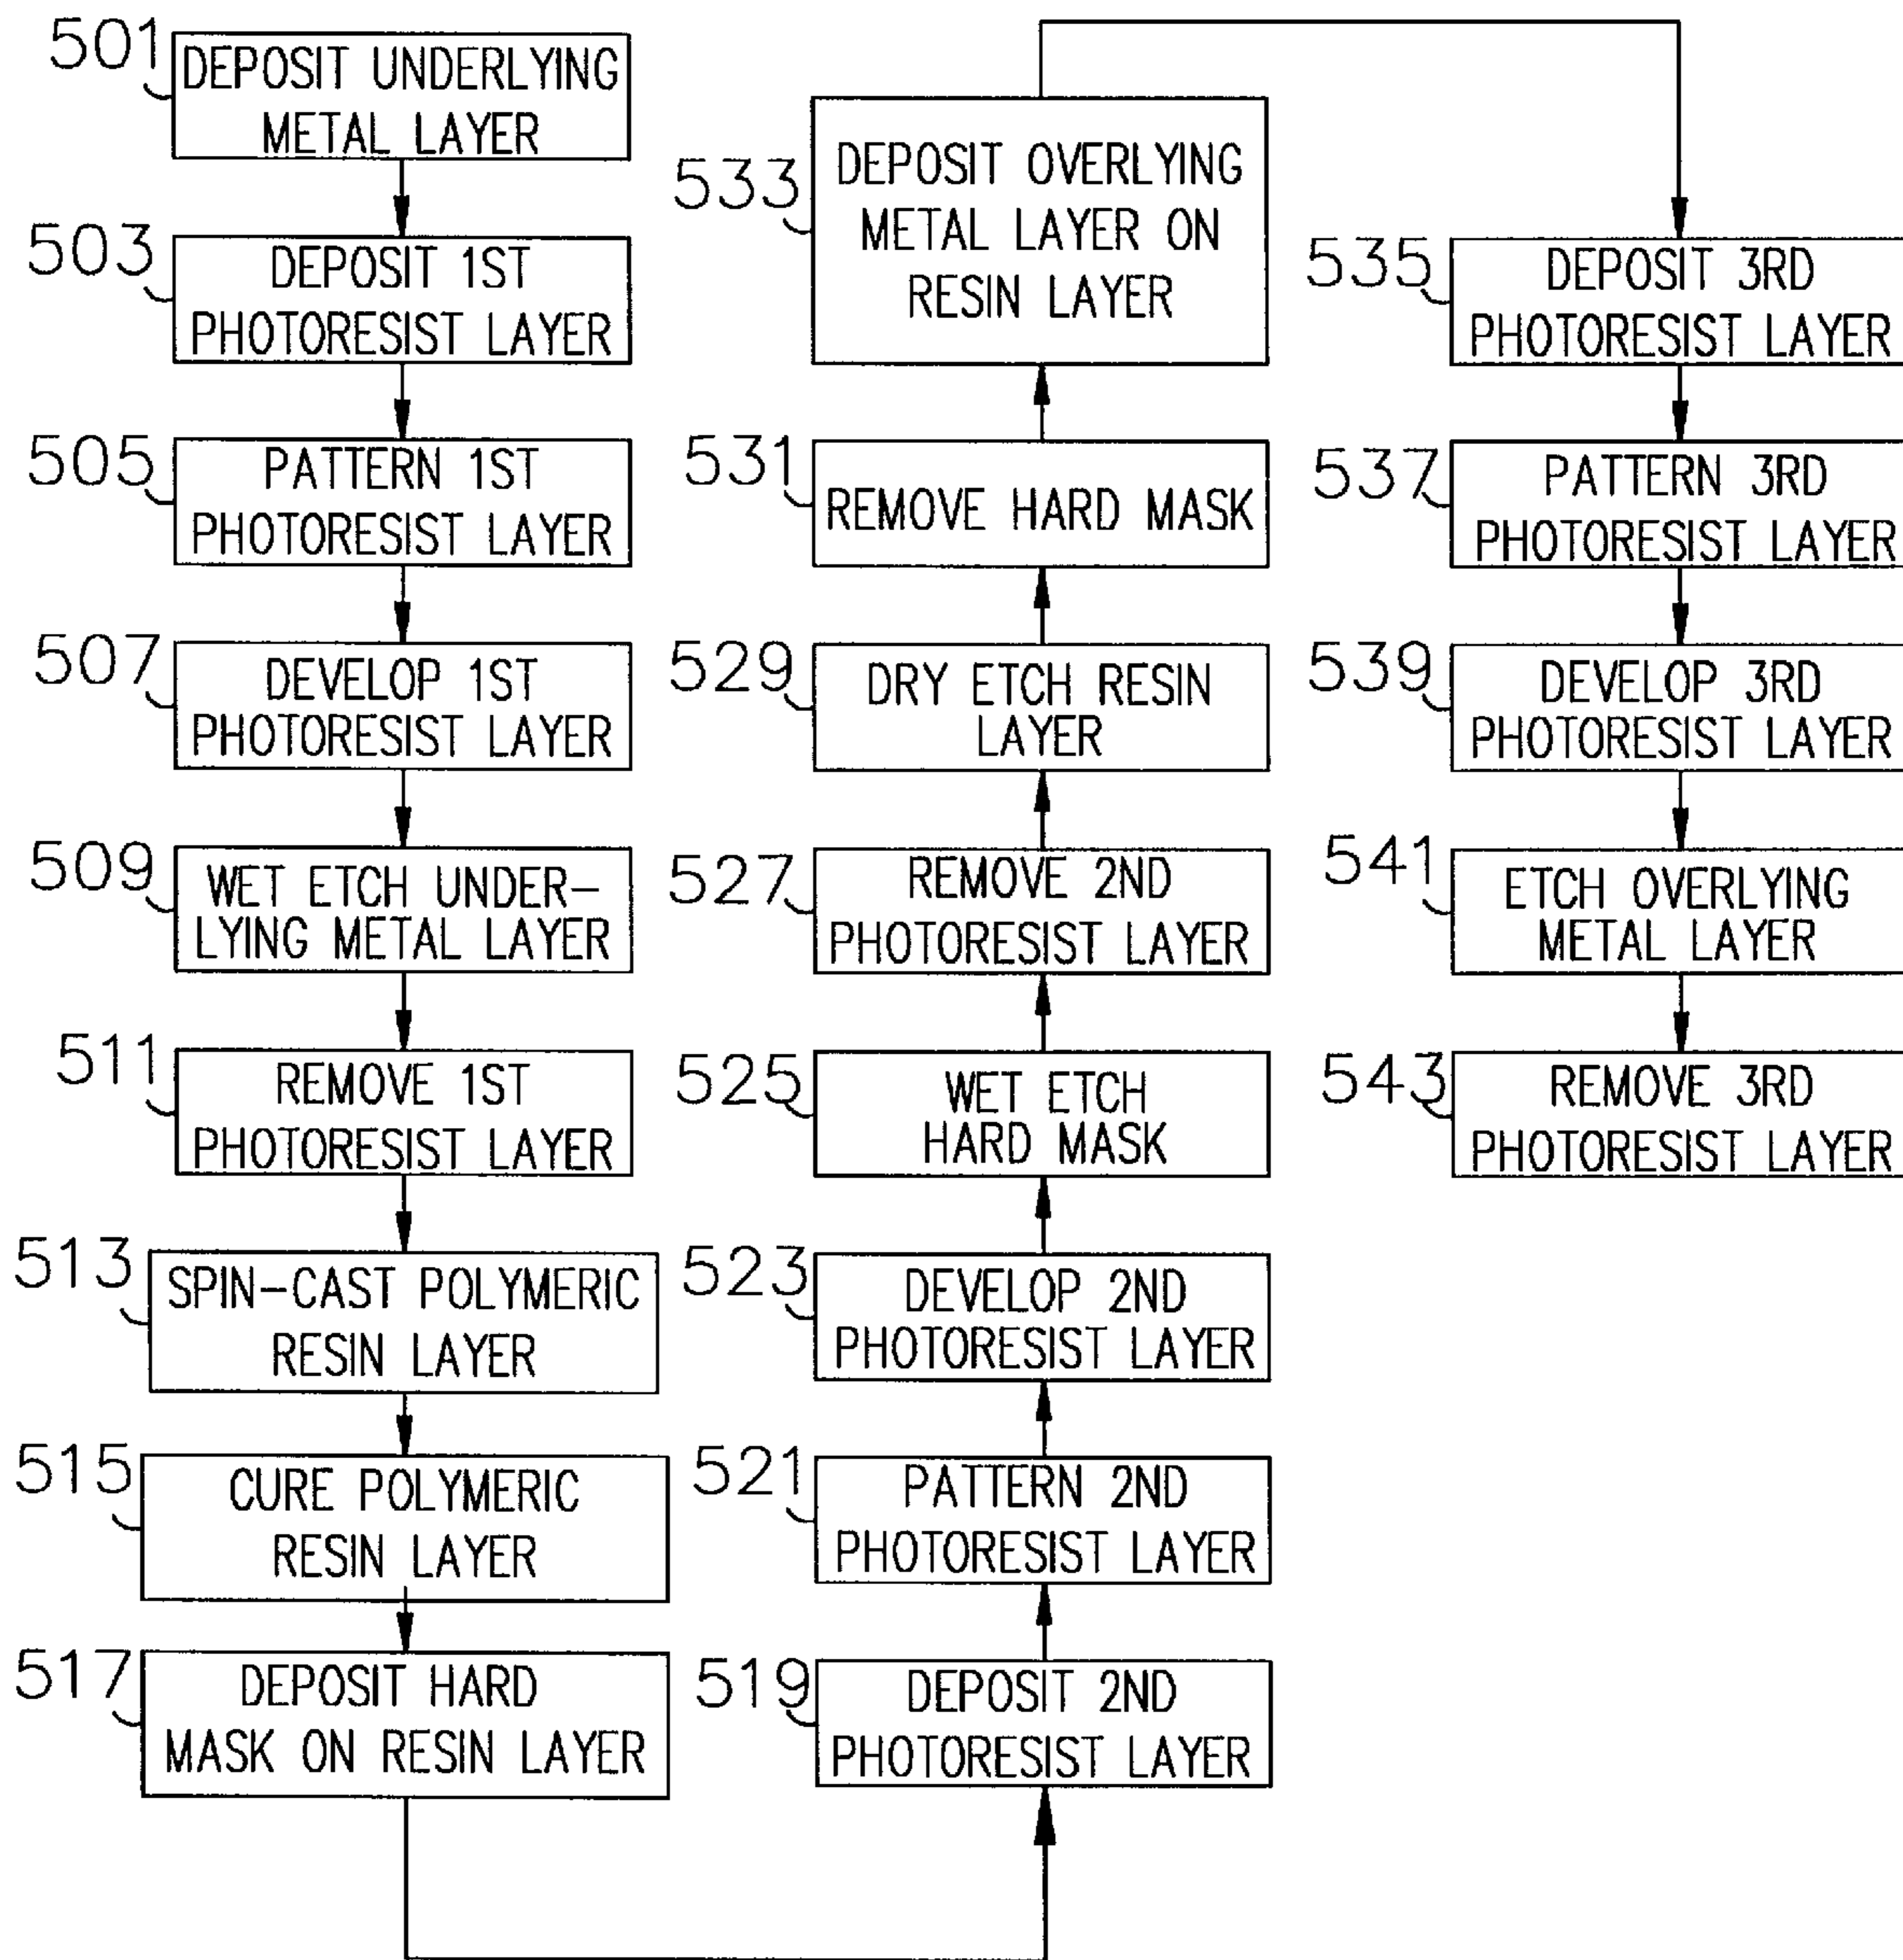 501
DEPOSIT UNDERLYING
METAL LAYER
503
DEPOSIT 1ST
PHOTORESIST LAYER
505
PATTERN 1ST
PHOTORESIST LAYER
507
DEVELOP 1ST
PHOTORESIST LAYER
509
WET ETCH UNDER-
LYING METAL LAYER
511
REMOVE 1ST
PHOTORESIST LAYER
513
SPIN-CAST POLYMERIC
RESIN LAYER
515
CURE POLYMERIC
RESIN LAYER
517
DEPOSIT HARD
MASK ON RESIN LAYER
519
DEPOSIT 2ND
PHOTORESIST LAYER
521
PATTERN 2ND
PHOTORESIST LAYER
523
DEVELOP 2ND
PHOTORESIST LAYER
525
WET ETCH
HARD MASK
527
REMOVE 2ND
PHOTORESIST LAYER
529
DRY ETCH RESIN
LAYER
531
REMOVE HARD MASK
533
DEPOSIT OVERLYING
METAL LAYER ON
RESIN LAYER
535
DEPOSIT 3RD
PHOTORESIST LAYER
537
PATTERN 3RD
PHOTORESIST LAYER
539
DEVELOP 3RD
PHOTORESIST LAYER
541
ETCH OVERLYING
METAL LAYER
543
REMOVE 3RD
PHOTORESIST LAYER